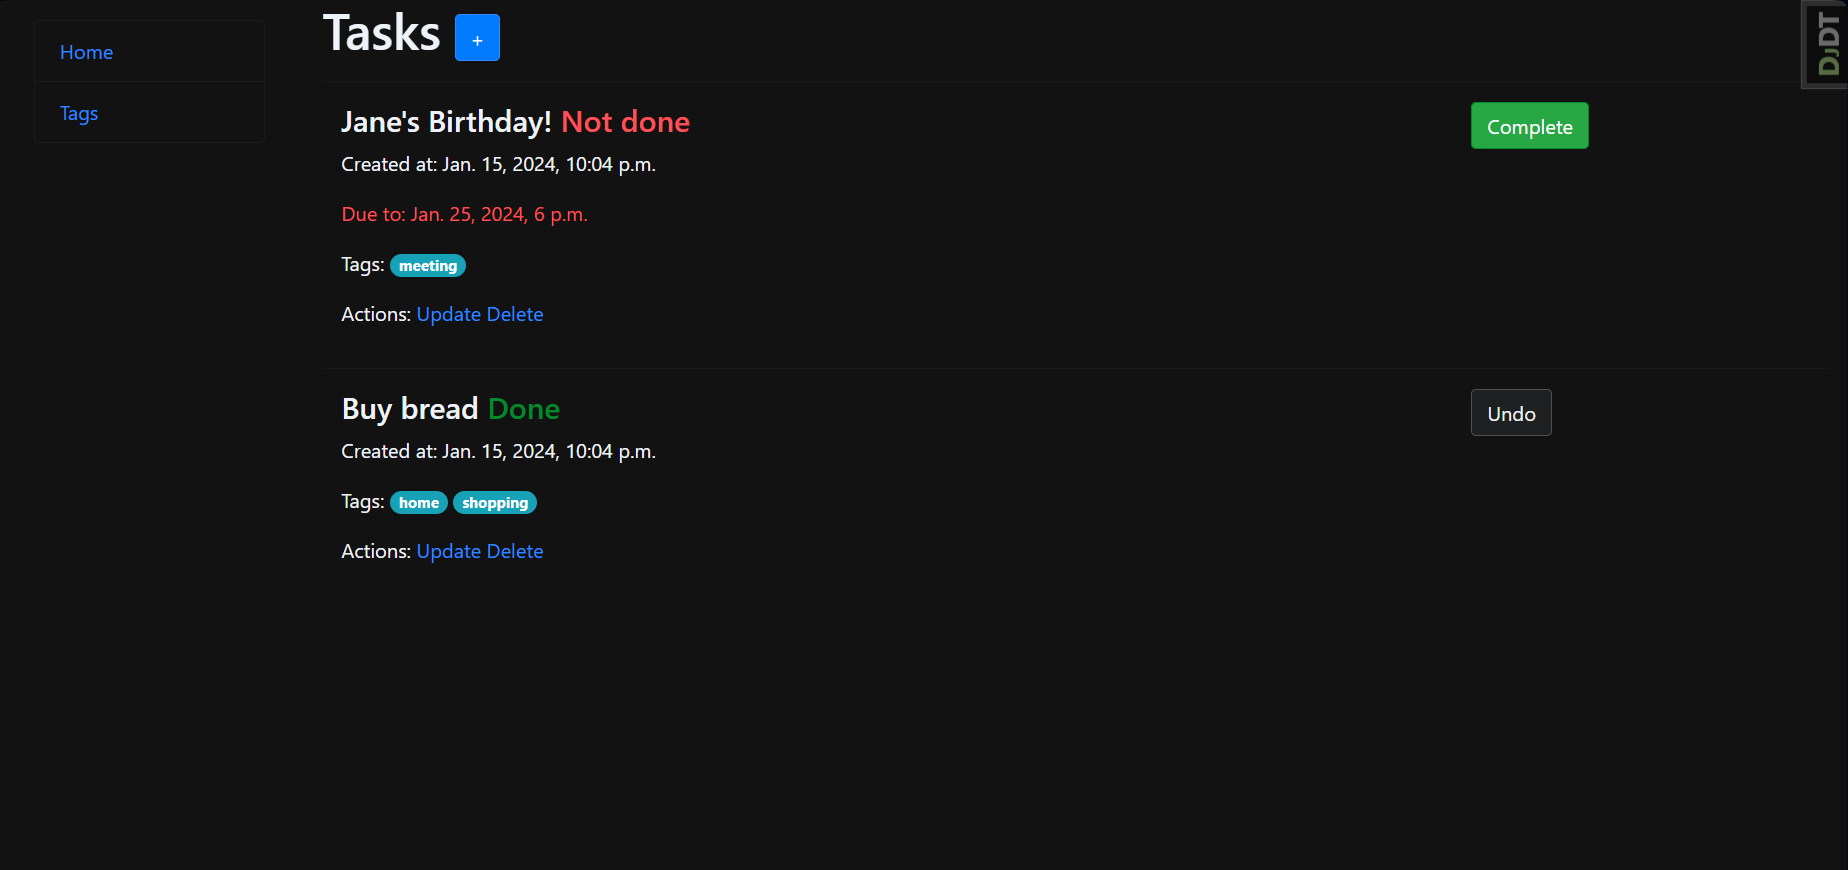 Home
Tags
Tasks +
Jane's Birthday! Not done
Complete
Created at: Jan. 15, 2024, 10:04 p.m.
Due to: Jan. 25, 2024, 6 p.m.
Tags: meeting
Actions: Update Delete
Buy bread Done
Undo
Created at: Jan. 15, 2024, 10:04 p.m.
Tags: home shopping
Actions: Update Delete
DJDT